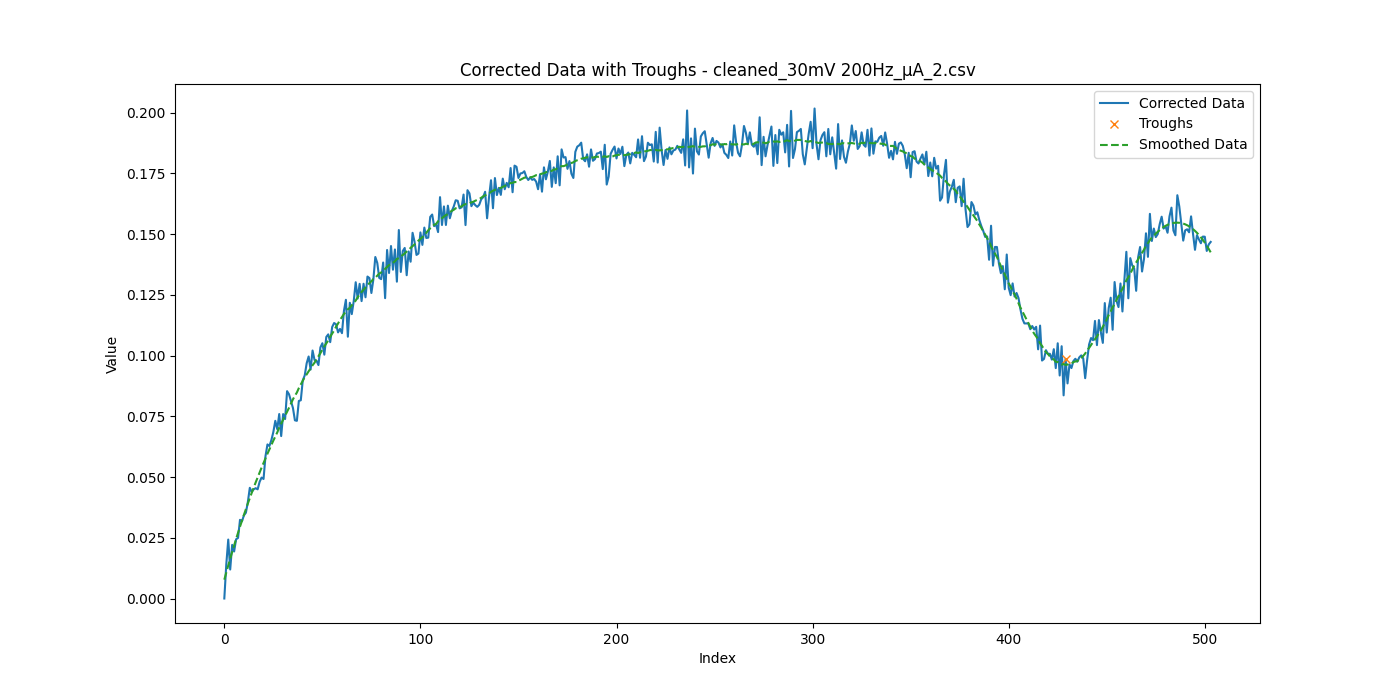 Corrected Data with Troughs - cleaned_30mV 200Hz_µA_2.csv
Corrected Data
Troughs
Smoothed Data
0.200
0.175
0.150
0.125
0.100
0.075
0.050
0.025
0.000
Value
0 100 200 300 400 500
Index